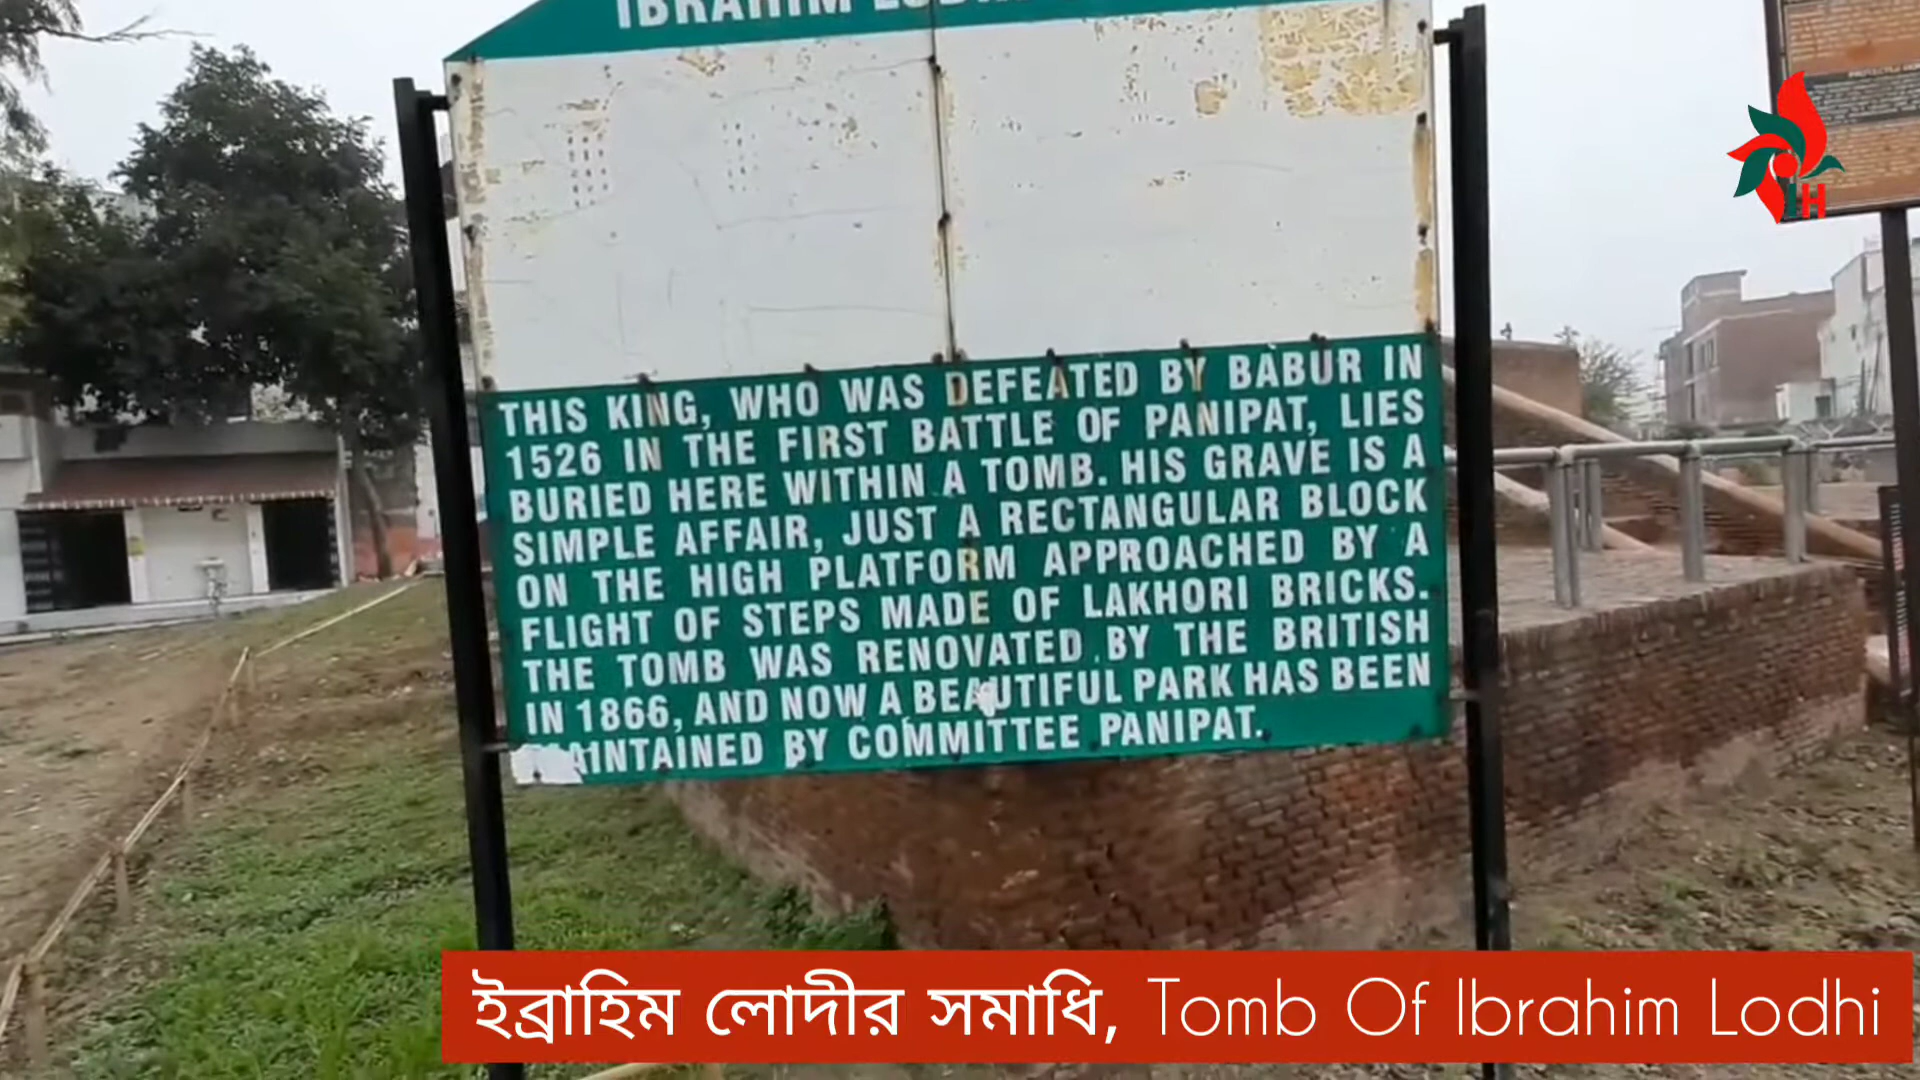 IBRAHIM
THIS KING, WHO WAS DEFEATED BY BABUR IN
1526 IN THE FIRST BATTLE OF PANIPAT, LIES
BURIED HERE WITHIN A TOMB. HIS GRAVE IS A
SIMPLE AFFAIR, JUST A RECTANGULAR BLOCK
ON THE HIGH PLATFORM APPROACHED BY A
FLIGHT OF STEPS MADE OF LAKHORI BRICKS.
THE TOMB WAS RENOVATED BY THE BRITISH
IN 1866, AND NOW A BEAUTIFUL PARK HAS BEEN
MAINTAINED BY COMMITTEE PANIPAT.
ইব্রাহিম লোদীর সমাধি, Tomb Of Ibrahim Lodhi